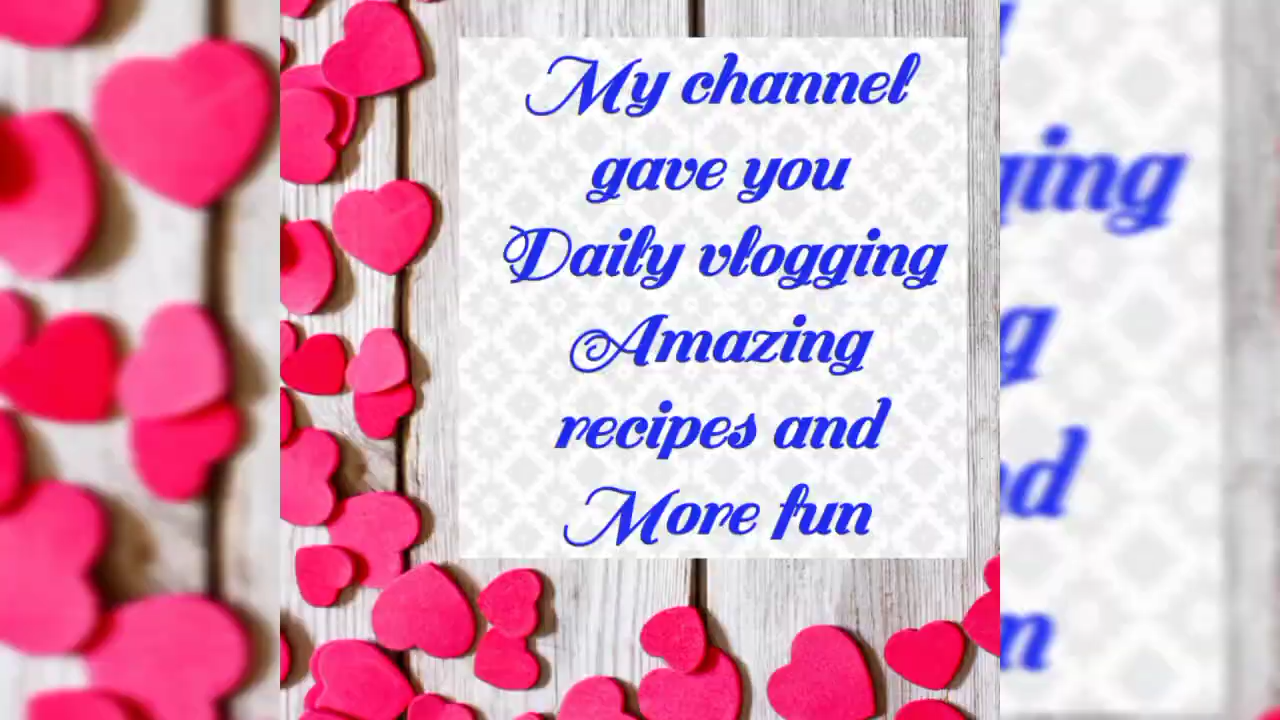 My channel
gave you
Daily vlogging
Amazing
recipes and
More fun